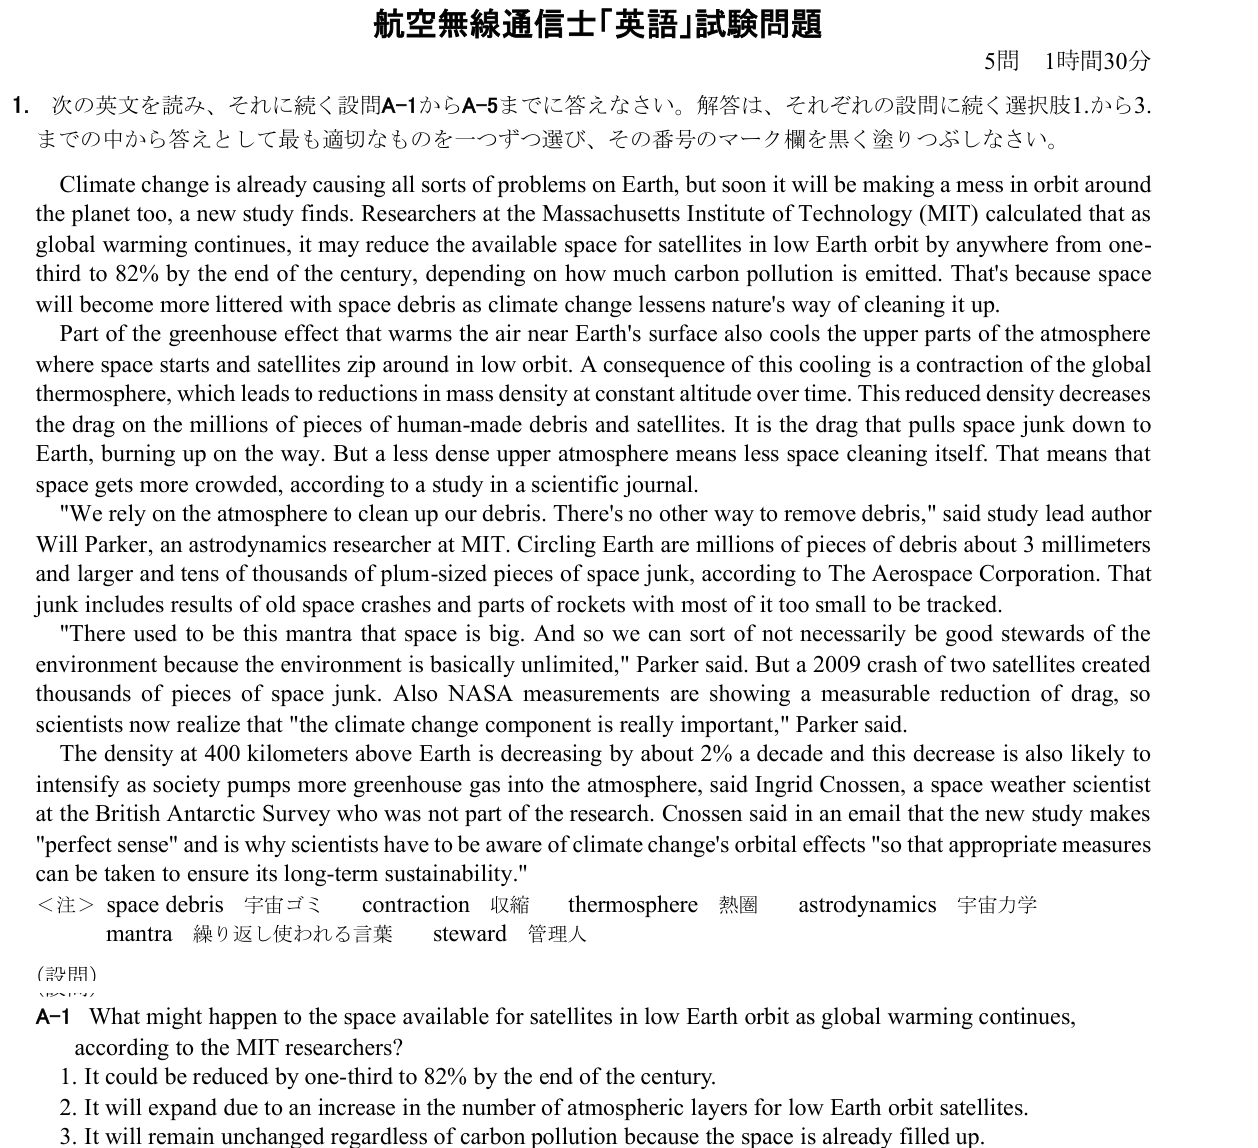 航空無線通信士「英語」試験問題
5問　1時間30分
1.　次の英文を読み、それに続く設問A-1からA-5までに答えなさい。解答は、それぞれの設問に続く選択肢1.から3.
までの中から答えとして最も適切なものを一つずつ選び、その番号のマーク欄を黒く塗りつぶしなさい。
Climate change is already causing all sorts of problems on Earth, but soon it will be making a mess in orbit around
the planet too, a new study finds. Researchers at the Massachusetts Institute of Technology (MIT) calculated that as
global warming continues, it may reduce the available space for satellites in low Earth orbit by anywhere from one-
third to 82% by the end of the century, depending on how much carbon pollution is emitted. That's because space
will become more littered with space debris as climate change lessens nature's way of cleaning it up.
Part of the greenhouse effect that warms the air near Earth's surface also cools the upper parts of the atmosphere
where space starts and satellites zip around in low orbit. A consequence of this cooling is a contraction of the global
thermosphere, which leads to reductions in mass density at constant altitude over time. This reduced density decreases
the drag on the millions of pieces of human-made debris and satellites. It is the drag that pulls space junk down to
Earth, burning up on the way. But a less dense upper atmosphere means less space cleaning itself. That means that
space gets more crowded, according to a study in a scientific journal.
"We rely on the atmosphere to clean up our debris. There's no other way to remove debris," said study lead author
Will Parker, an astrodynamics researcher at MIT. Circling Earth are millions of pieces of debris about 3 millimeters
and larger and tens of thousands of plum-sized pieces of space junk, according to The Aerospace Corporation. That
junk includes results of old space crashes and parts of rockets with most of it too small to be tracked.
"There used to be this mantra that space is big. And so we can sort of not necessarily be good stewards of the
environment because the environment is basically unlimited," Parker said. But a 2009 crash of two satellites created
thousands of pieces of space junk. Also NASA measurements are showing a measurable reduction of drag, so
scientists now realize that "the climate change component is really important," Parker said.
The density at 400 kilometers above Earth is decreasing by about 2% a decade and this decrease is also likely to
intensify as society pumps more greenhouse gas into the atmosphere, said Ingrid Cnossen, a space weather scientist
at the British Antarctic Survey who was not part of the research. Cnossen said in an email that the new study makes
"perfect sense" and is why scientists have to be aware of climate change's orbital effects "so that appropriate measures
can be taken to ensure its long-term sustainability."
＜注＞ space debris 宇宙ゴミ　contraction 収縮　thermosphere 熱圏　astrodynamics 宇宙力学
mantra 繰り返し使われる言葉　steward 管理人
(設問)
A-1 What might happen to the space available for satellites in low Earth orbit as global warming continues,
according to the MIT researchers?
1. It could be reduced by one-third to 82% by the end of the century.
2. It will expand due to an increase in the number of atmospheric layers for low Earth orbit satellites.
3. It will remain unchanged regardless of carbon pollution because the space is already filled up.